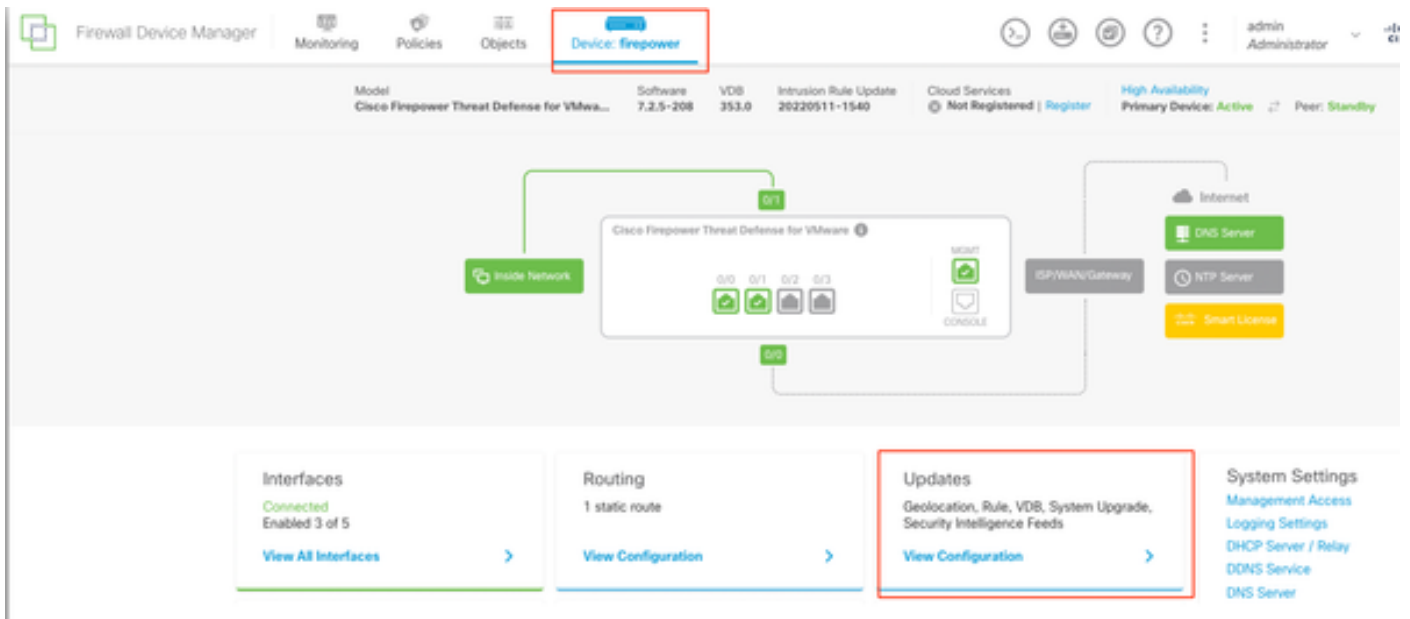 Firewall Device Manager
Monitoring
Policies
Objects
Device: firepower
admin
Administrator
Model
Cisco Firepower Threat Defense for VMwa...
Software
7.2.5-208
VDB
353.0
Intrusion Rule Update
20220511-1540
Cloud Services
Not Registered | Register
High Availability
Primary Device: Active
Peer: Standby
0/1
Internet
Cisco Firepower Threat Defense for VMware
DNS Server
MGMT
Inside Network
ISP/WAN/Gateway
NTP Server
0/0 0/1 0/2 0/3
CONSOLE
Smart License
0/0
Interfaces
Connected
Enabled 3 of 5
View All Interfaces
Routing
1 static route
View Configuration
Updates
Geolocation, Rule, VDB, System Upgrade,
Security Intelligence Feeds
View Configuration
System Settings
Management Access
Logging Settings
DHCP Server / Relay
DDNS Service
DNS Server